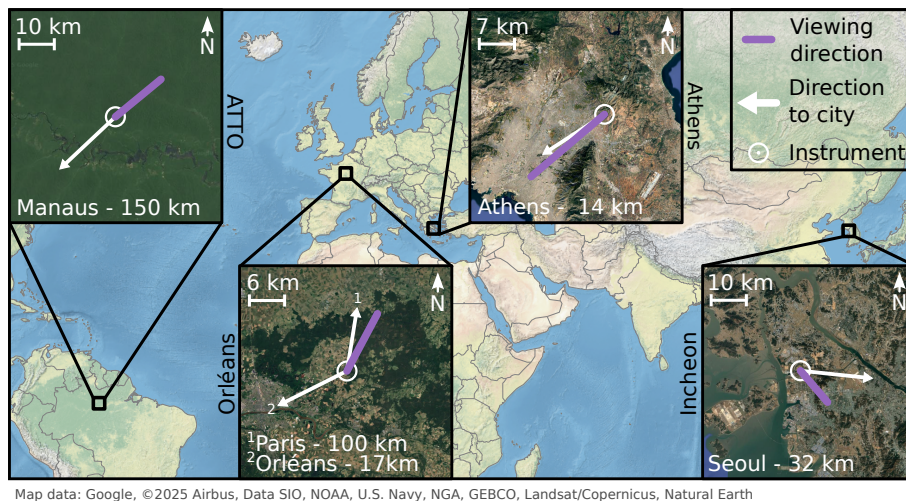 10 km
N
ATTO
Manaus - 150 km
7 km
N
Athens
Athens - 14 km
Viewing
direction
Direction
to city
Instrument
6 km
1
N
2
Orléans
¹Paris - 100 km
²Orléans - 17km
10 km
N
Incheon
Seoul - 32 km
Map data: Google, ©2025 Airbus, Data SIO, NOAA, U.S. Navy, NGA, GEBCO, Landsat/Copernicus, Natural Earth